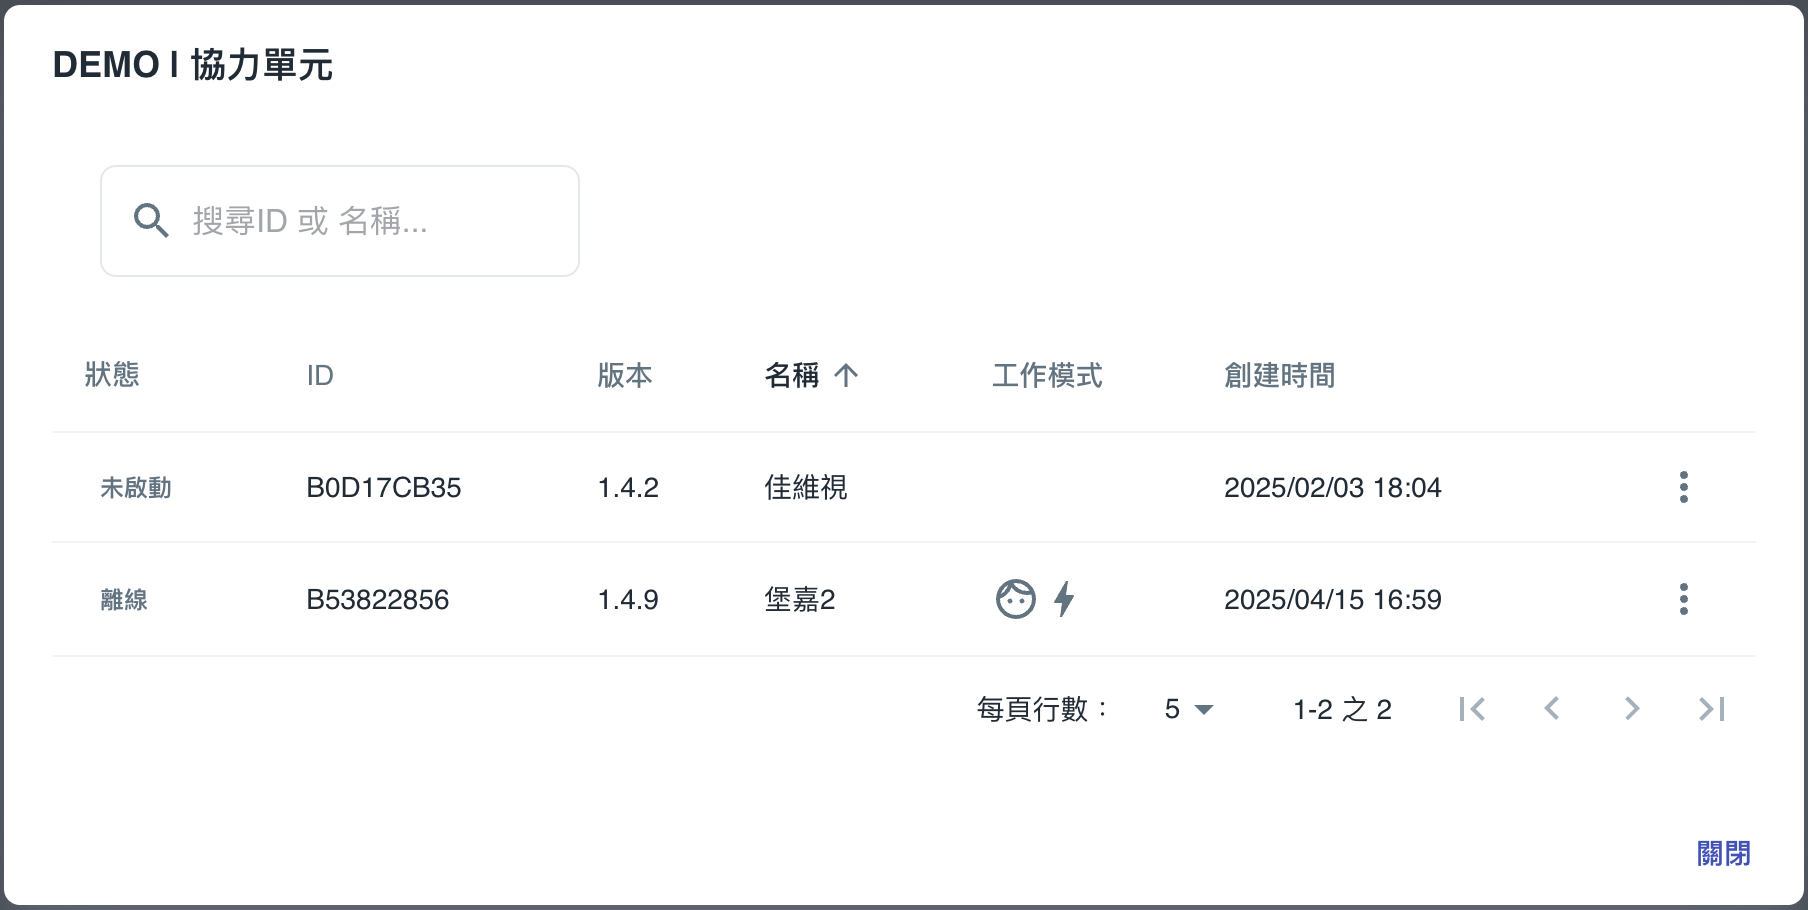 DEMO | 協力單元
搜尋ID 或 名稱...
狀態 ID 版本 名稱 工作模式 創建時間
未啟動 B0D17CB35 1.4.2 佳維視 2025/02/03 18:04
離線 B53822856 1.4.9 堡嘉2 2025/04/15 16:59
每頁行數： 5 1-2 之 2
關閉